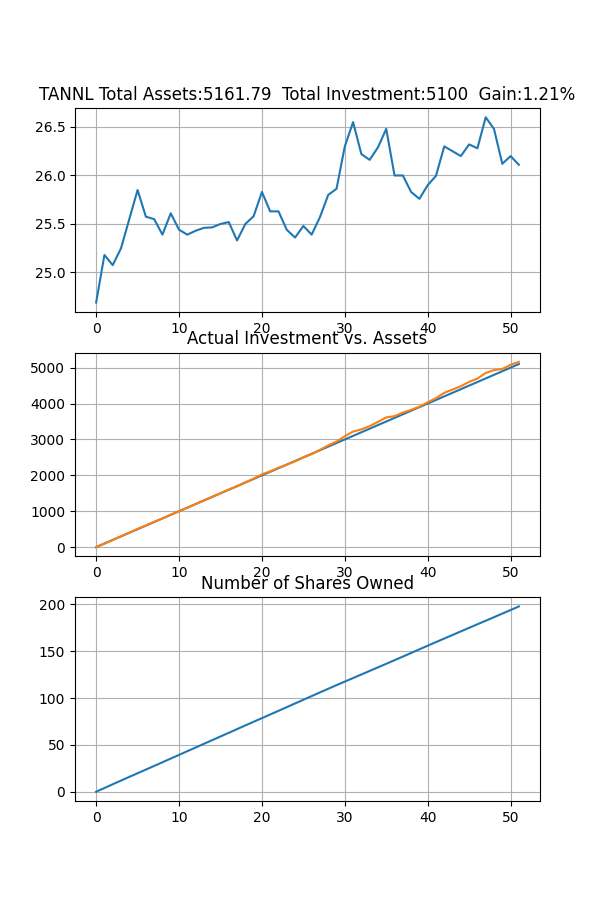 TANNL Total Assets:5161.79  Total Investment:5100  Gain:1.21%
26.5
26.0
25.5
25.0
0 10 20 30 40 50
Actual Investment vs. Assets
5000
4000
3000
2000
1000
0
0 10 20 30 40 50
Number of Shares Owned
200
150
100
50
0
0 10 20 30 40 50